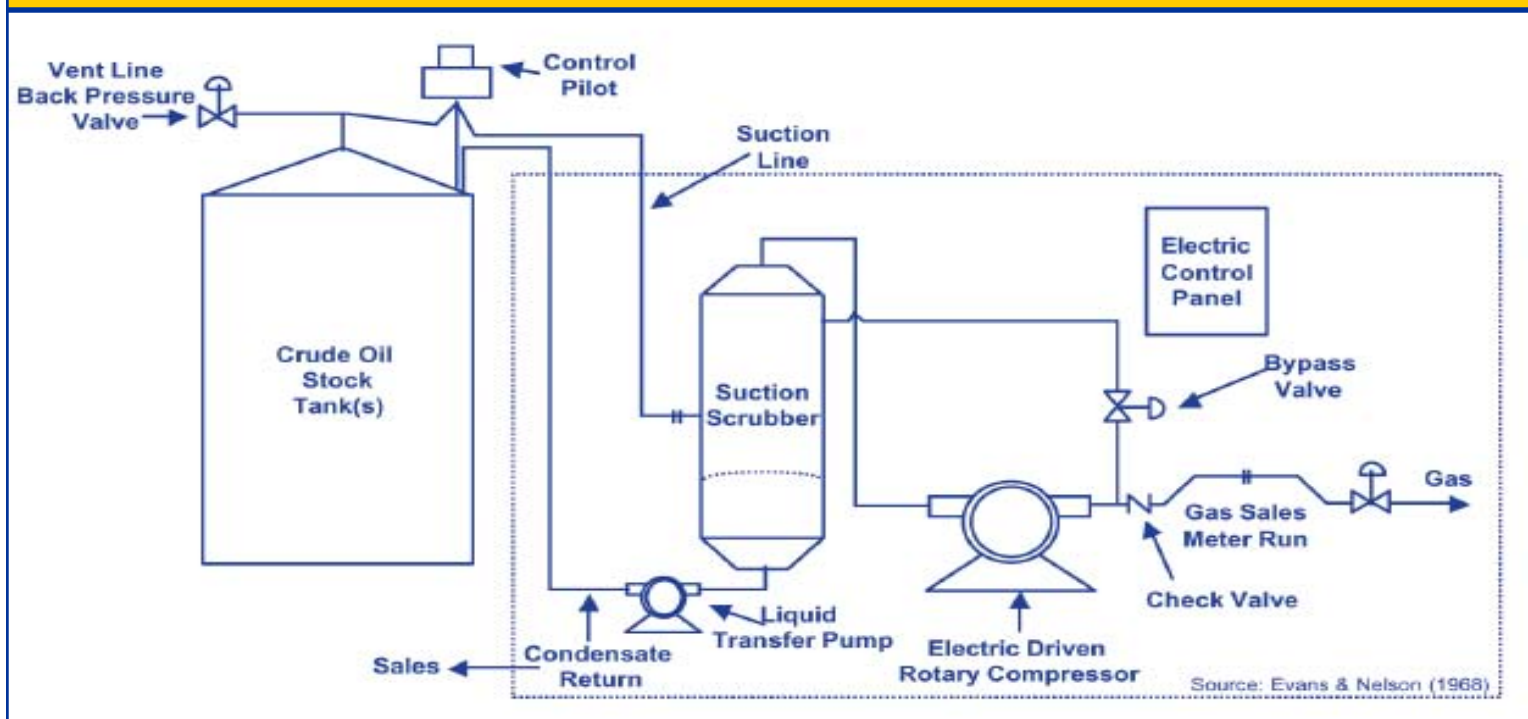 Vent Line
Back Pressure
Valve
Control
Pilot
Suction
Line
Electric
Control
Panel
Crude Oil
Stock
Tank(s)
Suction
Scrubber
Bypass
Valve
Gas
Gas Sales
Meter Run
Check Valve
Liquid
Transfer Pump
Electric Driven
Rotary Compressor
Condensate
Return
Sales
Source: Evans & Nelson (1968)